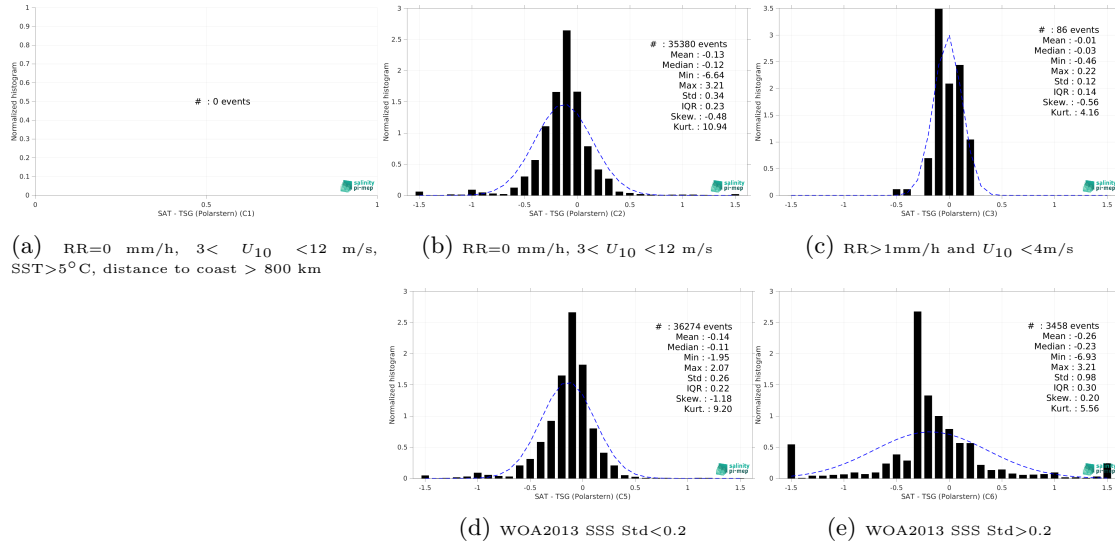 1
0.9
0.8
0.7
0.6
0.5
0.4
0.3
0.2
0.1
0
Normalized histogram
# : 0 events
salinity
pi-mep
0
0.5
1
SAT - TSG (Polarstern) (C1)
(a) RR=0 mm/h, 3< U10 <12 m/s,
SST>5°C, distance to coast > 800 km
3
2.5
2
1.5
1
0.5
0
Normalized histogram
# : 35380 events
Mean : -0.13
Median : -0.12
Min : -6.64
Max : 3.21
Std : 0.34
IQR : 0.23
Skew. : -0.48
Kurt. : 10.94
salinity
pi-mep
-1.5
-1
-0.5
0
0.5
1
1.5
SAT - TSG (Polarstern) (C2)
(b) RR=0 mm/h, 3< U10 <12 m/s
3.5
3
2.5
2
1.5
1
0.5
0
Normalized histogram
# : 86 events
Mean : -0.01
Median : -0.03
Min : -0.46
Max : 0.22
Std : 0.12
IQR : 0.14
Skew. : -0.56
Kurt. : 4.16
salinity
pi-mep
-1.5
-1
-0.5
0
0.5
1
1.5
SAT - TSG (Polarstern) (C3)
(c) RR>1mm/h and U10 <4m/s
3
2.5
2
1.5
1
0.5
0
Normalized histogram
# : 36274 events
Mean : -0.14
Median : -0.11
Min : -1.95
Max : 2.07
Std : 0.26
IQR : 0.22
Skew. : -1.18
Kurt. : 9.20
salinity
pi-mep
-1.5
-1
-0.5
0
0.5
1
1.5
SAT - TSG (Polarstern) (C5)
(d) WOA2013 SSS Std<0.2
3
2.5
2
1.5
1
0.5
0
Normalized histogram
# : 3458 events
Mean : -0.26
Median : -0.23
Min : -6.93
Max : 3.21
Std : 0.98
IQR : 0.30
Skew. : 0.20
Kurt. : 5.56
salinity
pi-mep
-1.5
-1
-0.5
0
0.5
1
1.5
SAT - TSG (Polarstern) (C6)
(e) WOA2013 SSS Std>0.2